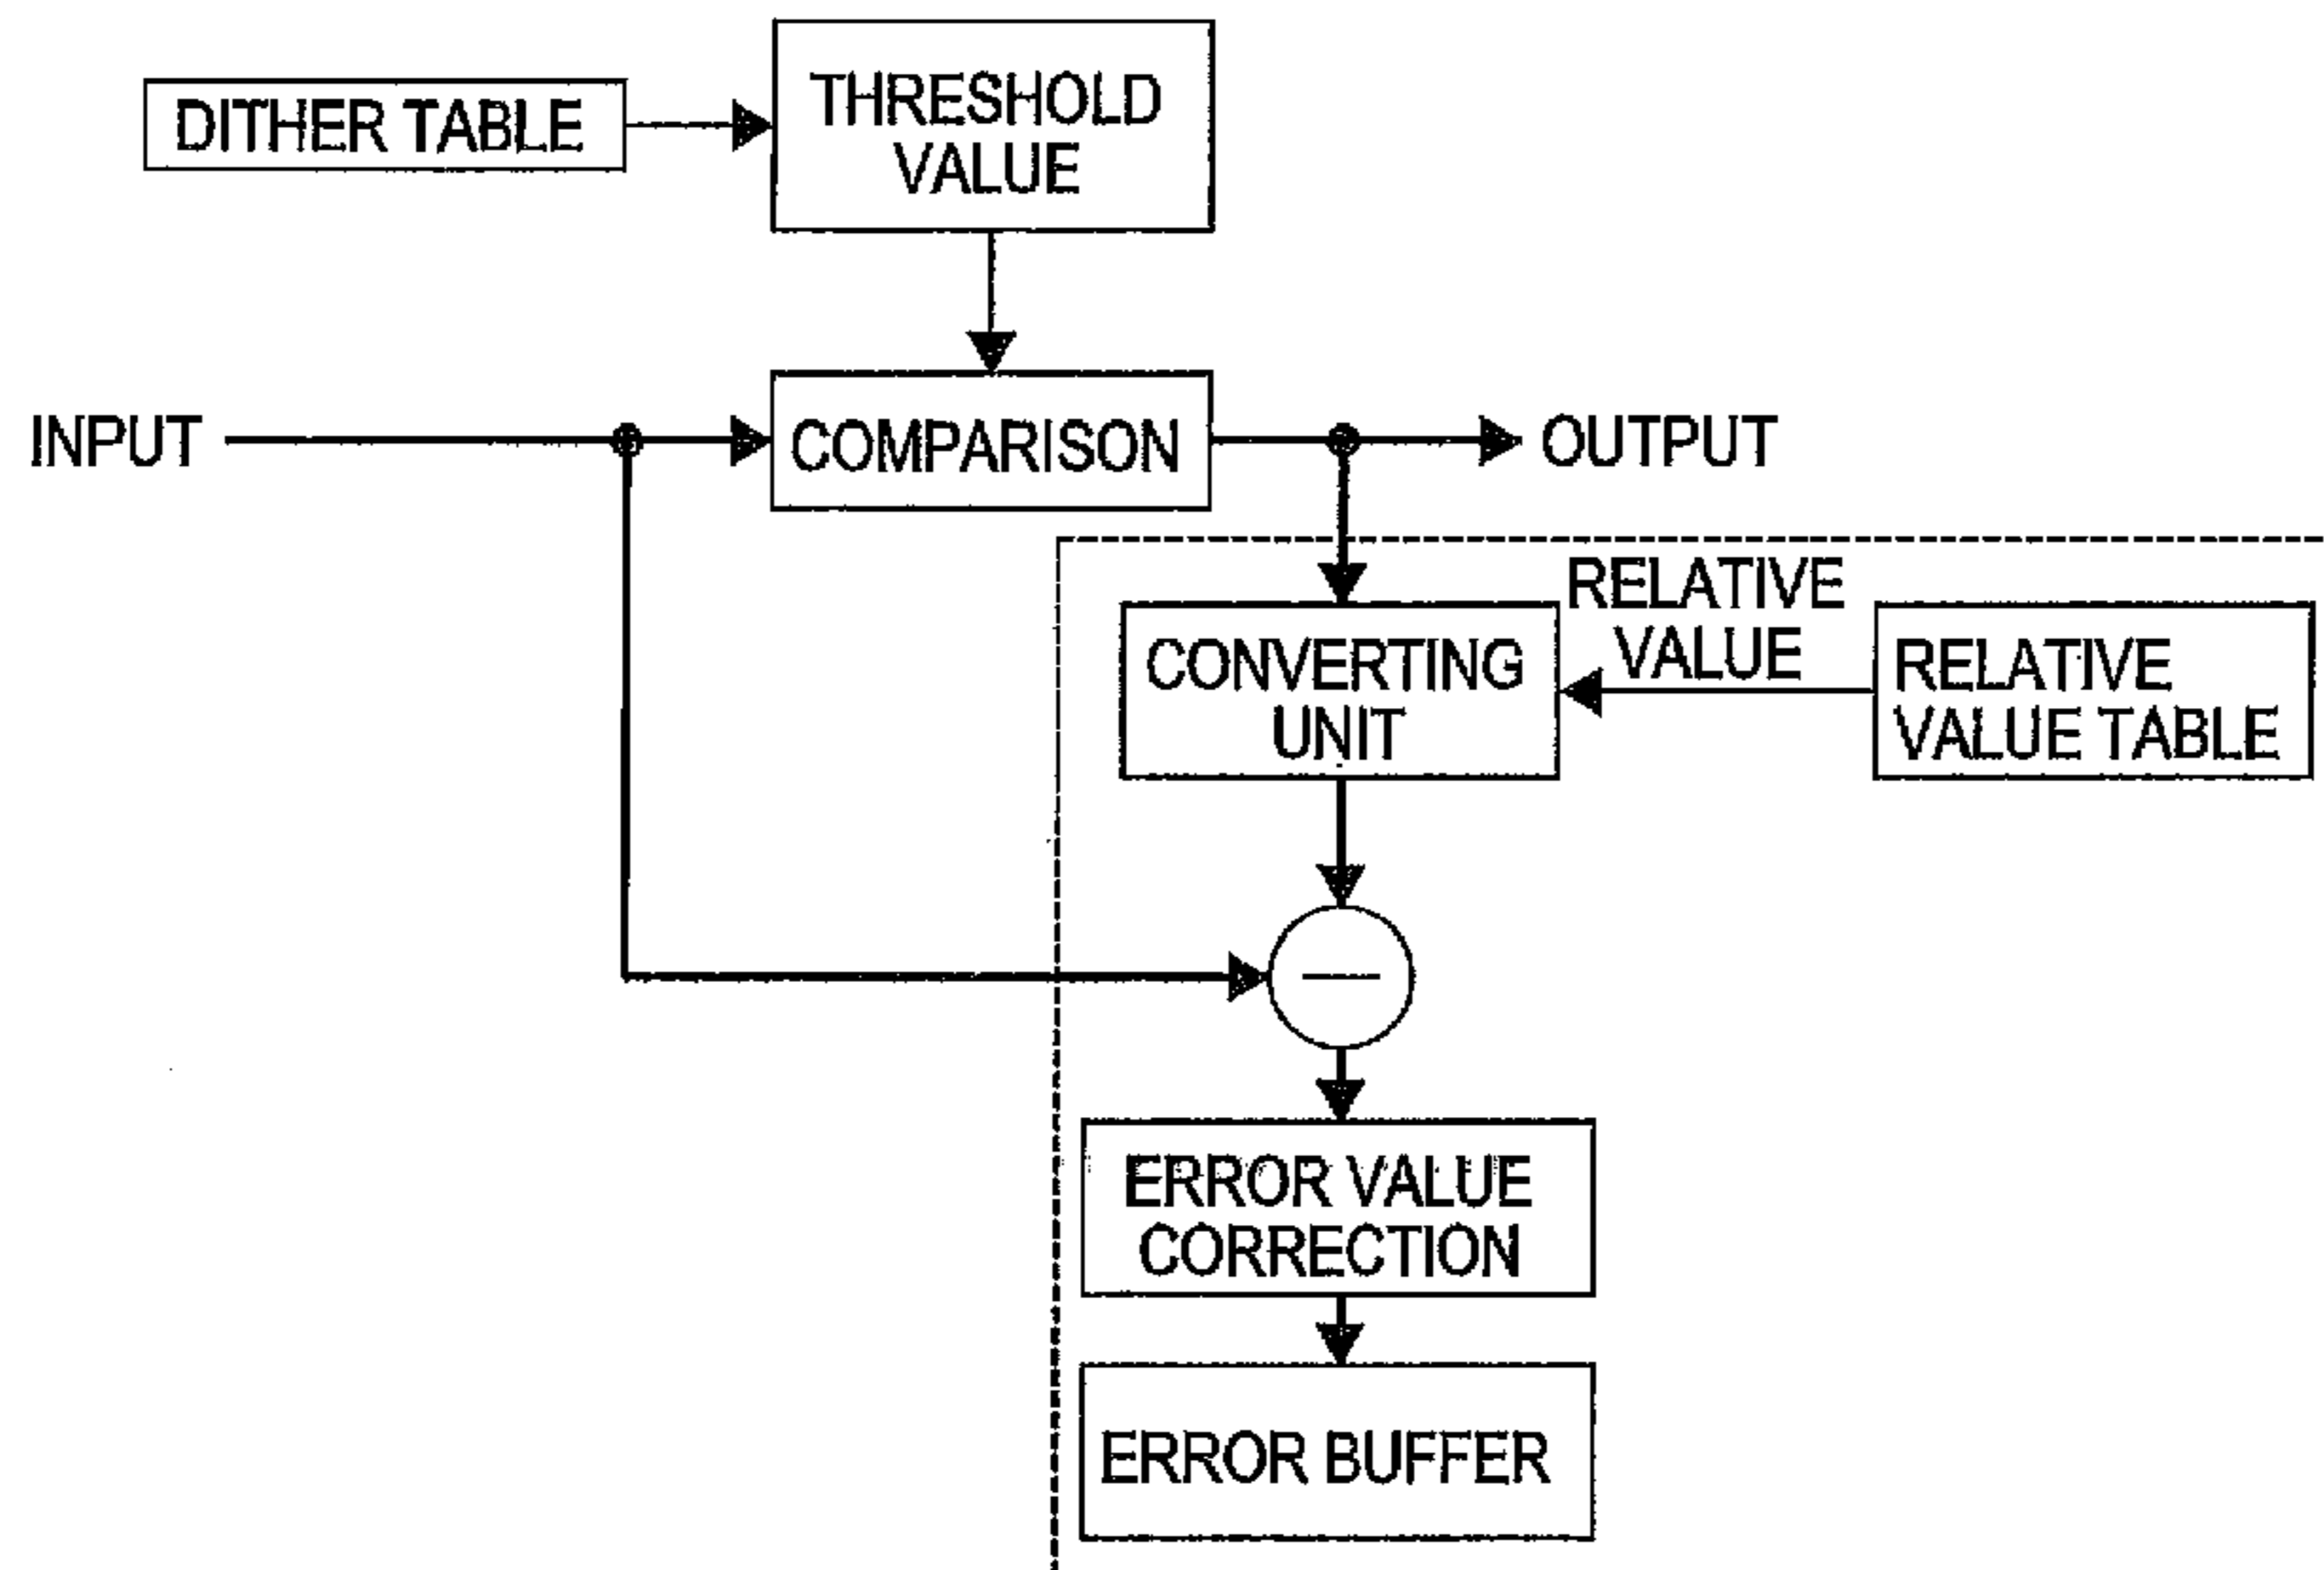 DITHER TABLE
THRESHOLD
VALUE
INPUT
COMPARISON
OUTPUT
RELATIVE
VALUE
CONVERTING
UNIT
RELATIVE
VALUE TABLE
ERROR VALUE
CORRECTION
ERROR BUFFER